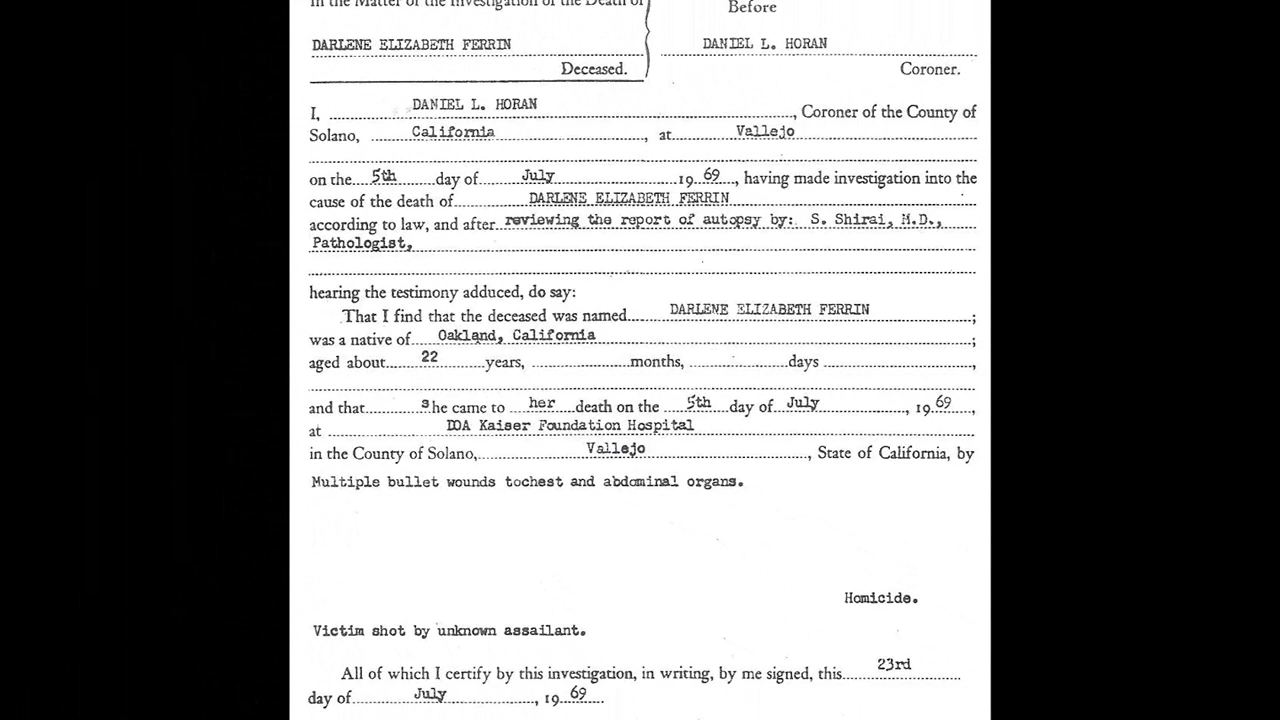 In the Matter of the Investigation of the Death of
Before
DARLENE ELIZABETH FERRIN
DANIEL L. HORAN
Deceased.
Coroner.
I, DANIEL L. HORAN, Coroner of the County of
Solano, California, at Vallejo
on the 5th day of July 19 69, having made investigation into the
cause of the death of DARLENE ELIZABETH FERRIN
according to law, and after reviewing the report of autopsy by: S. Shirai, M.D.,
Pathologist,
hearing the testimony adduced, do say:
That I find that the deceased was named DARLENE ELIZABETH FERRIN;
was a native of Oakland, California;
aged about 22 years, months, days,
and that she came to her death on the 5th day of July, 19 69,
at DOA Kaiser Foundation Hospital
in the County of Solano, Vallejo, State of California, by
Multiple bullet wounds tochest and abdominal organs.
Homicide.
Victim shot by unknown assailant.
All of which I certify by this investigation, in writing, by me signed, this 23rd
day of July, 19 69